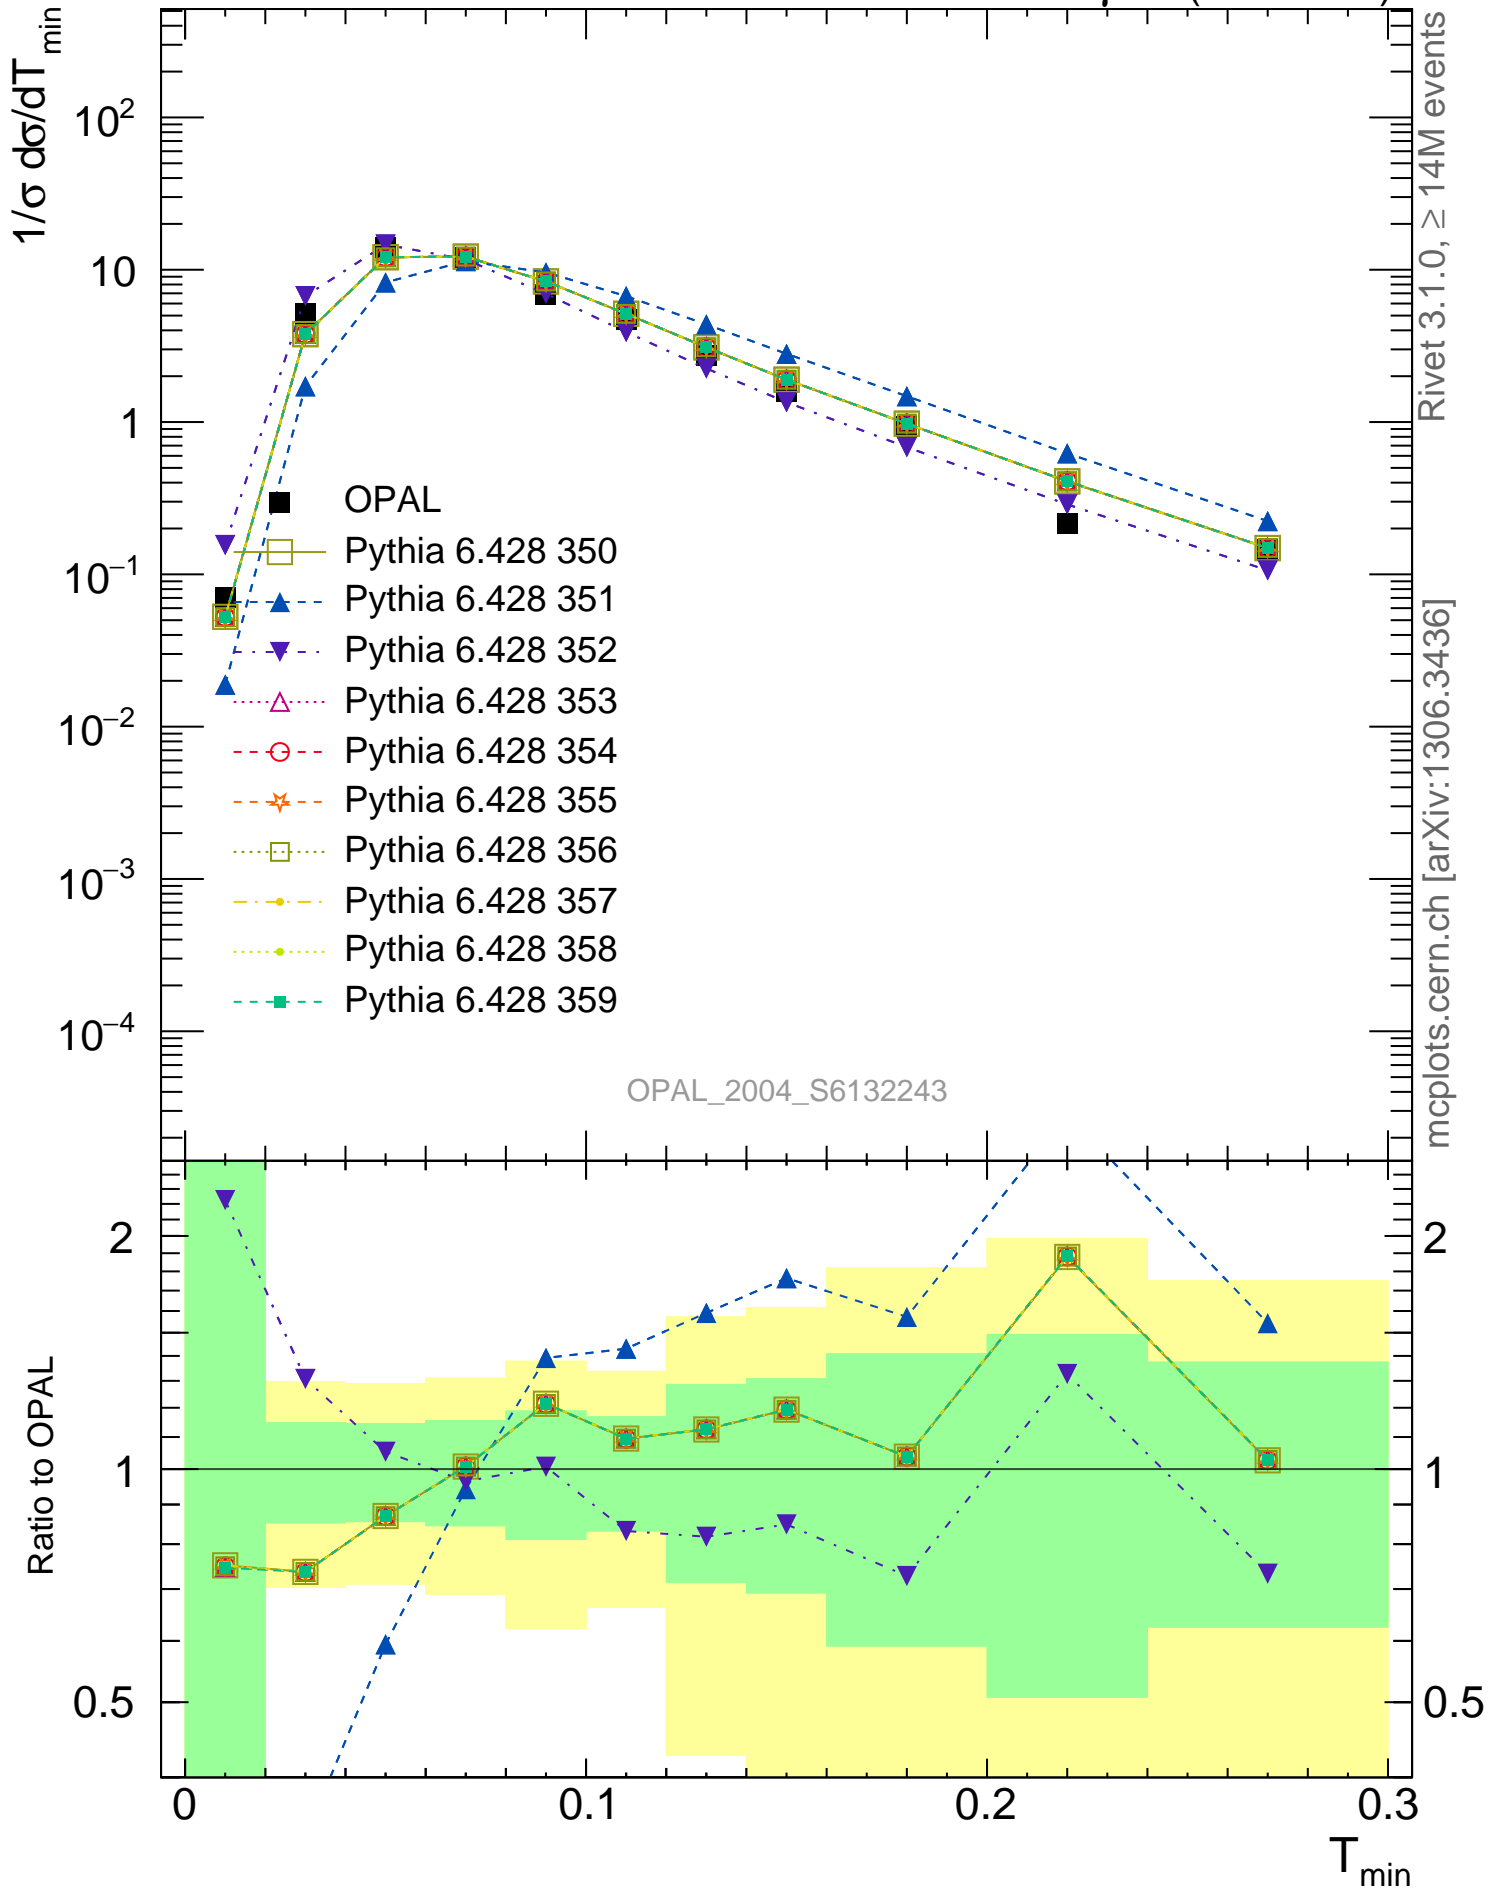 1/σ dσ/dT_min
10²
10
1
10⁻¹
10⁻²
10⁻³
10⁻⁴
OPAL
Pythia 6.428 350
Pythia 6.428 351
Pythia 6.428 352
Pythia 6.428 353
Pythia 6.428 354
Pythia 6.428 355
Pythia 6.428 356
Pythia 6.428 357
Pythia 6.428 358
Pythia 6.428 359
OPAL_2004_S6132243
Rivet 3.1.0, ≥ 14M events
mcplots.cern.ch [arXiv:1306.3436]
Ratio to OPAL
2
1
0.5
2
1
0.5
0
0.1
0.2
0.3
T_min